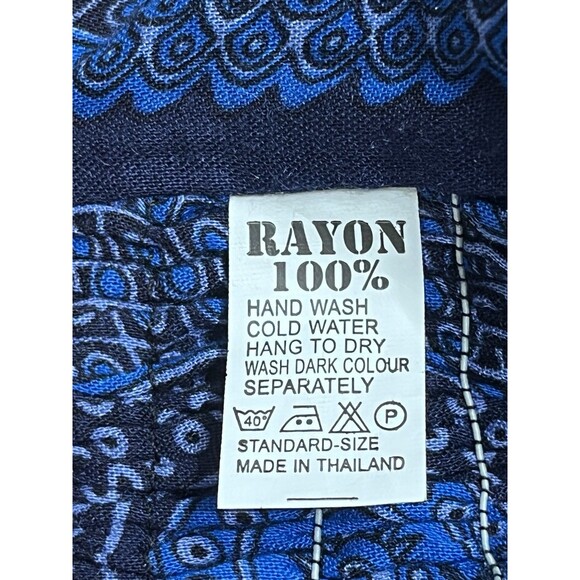 RAYON
100%
HAND WASH
COLD WATER
HANG TO DRY
WASH DARK COLOUR
SEPARATELY
40° P
STANDARD-SIZE
MADE IN THAILAND